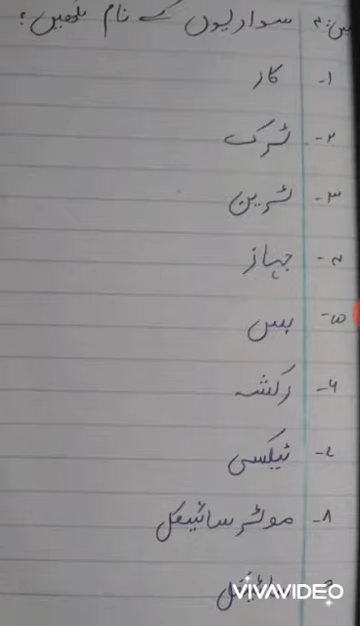 سواریوں کے نام لکھیں؛
۱- کار
۲- ٹرک
۳- ٹرین
۴- جہاز
۵- بس
۶- رکشہ
۷- ٹیکسی
۸- موٹر سائیکل
VIVAVIDEO